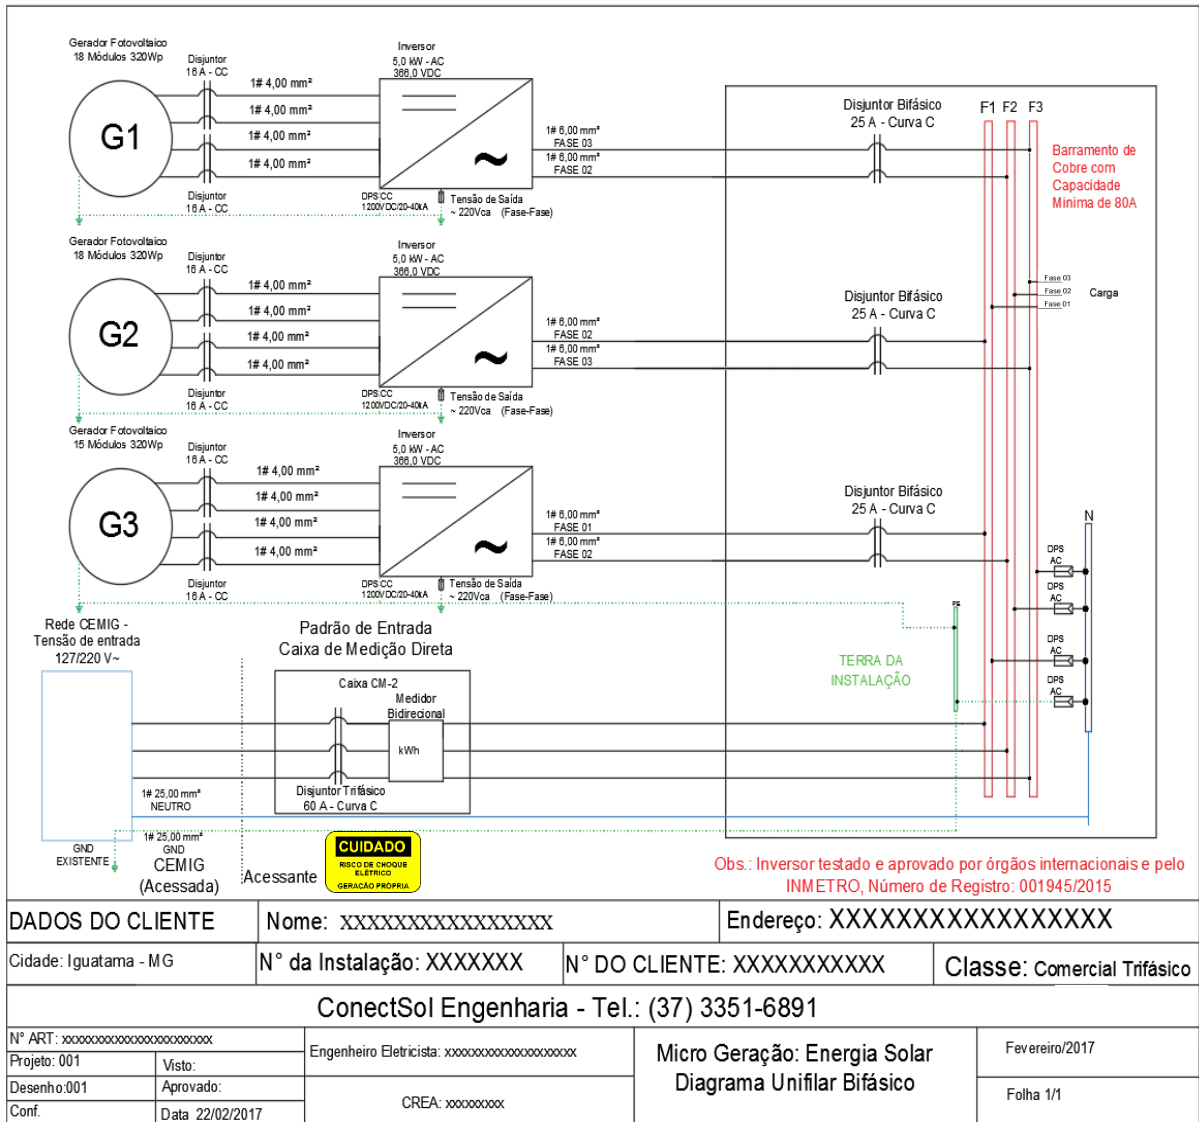 Gerador Fotovoltaico
18 Módulos 320Wp
Disjuntor
16 A - CC
G1
1# 4,00 mm²
1# 4,00 mm²
1# 4,00 mm²
1# 4,00 mm²
Disjuntor
16 A - CC
Inversor
5,0 kW - AC
366,0 VDC
~
DPS CC
1200VDC/20-40kA
Tensão de Saída
~ 220Vca (Fase-Fase)
1# 6,00 mm²
FASE 03
1# 6,00 mm²
FASE 02
Disjuntor Bifásico
25 A - Curva C
F1 F2 F3
Barramento de
Cobre com
Capacidade
Minima de 80A
Gerador Fotovoltaico
18 Módulos 320Wp
Disjuntor
16 A - CC
G2
1# 4,00 mm²
1# 4,00 mm²
1# 4,00 mm²
1# 4,00 mm²
Disjuntor
16 A - CC
Inversor
5,0 kW - AC
366,0 VDC
~
DPS CC
1200VDC/20-40kA
Tensão de Saída
~ 220Vca (Fase-Fase)
1# 6,00 mm²
FASE 02
1# 6,00 mm²
FASE 03
Disjuntor Bifásico
25 A - Curva C
Fase 03
Fase 02
Fase 01
Carga
Gerador Fotovoltaico
15 Módulos 320Wp
Disjuntor
16 A - CC
G3
1# 4,00 mm²
1# 4,00 mm²
1# 4,00 mm²
1# 4,00 mm²
Disjuntor
16 A - CC
Inversor
5,0 kW - AC
366,0 VDC
~
DPS CC
1200VDC/20-40kA
Tensão de Saída
~ 220Vca (Fase-Fase)
1# 6,00 mm²
FASE 01
1# 6,00 mm²
FASE 02
Disjuntor Bifásico
25 A - Curva C
N
DPS
AC
DPS
AC
DPS
AC
DPS
AC
PE
TERRA DA
INSTALAÇÃO
Rede CEMIG -
Tensão de entrada
127/220 V~
Padrão de Entrada
Caixa de Medição Direta
Caixa CM-2
Medidor
Bidirecional
kWh
Disjuntor Trifásico
60 A - Curva C
1# 25,00 mm²
NEUTRO
1# 25,00 mm²
GND
GND
EXISTENTE
CEMIG
(Acessada)
Acessante
CUIDADO
RISCO DE CHOQUE
ELÉTRICO
GERAÇÃO PRÓPRIA
Obs.: Inversor testado e aprovado por órgãos internacionais e pelo
INMETRO, Número de Registro: 001945/2015
DADOS DO CLIENTE
Nome: XXXXXXXXXXXXXXXX
Endereço: XXXXXXXXXXXXXXXXX
Cidade: Iguatama - MG
N° da Instalação: XXXXXXX
N° DO CLIENTE: XXXXXXXXXXX
Classe: Comercial Trifásico
ConectSol Engenharia - Tel.: (37) 3351-6891
N° ART: xxxxxxxxxxxxxxxxxxxxxxx
Projeto: 001
Visto:
Desenho:001
Aprovado:
Conf.
Data 22/02/2017
Engenheiro Eletricista: xxxxxxxxxxxxxxxxxxxx
CREA: xxxxxxxxx
Micro Geração: Energia Solar
Diagrama Unifilar Bifásico
Fevereiro/2017
Folha 1/1